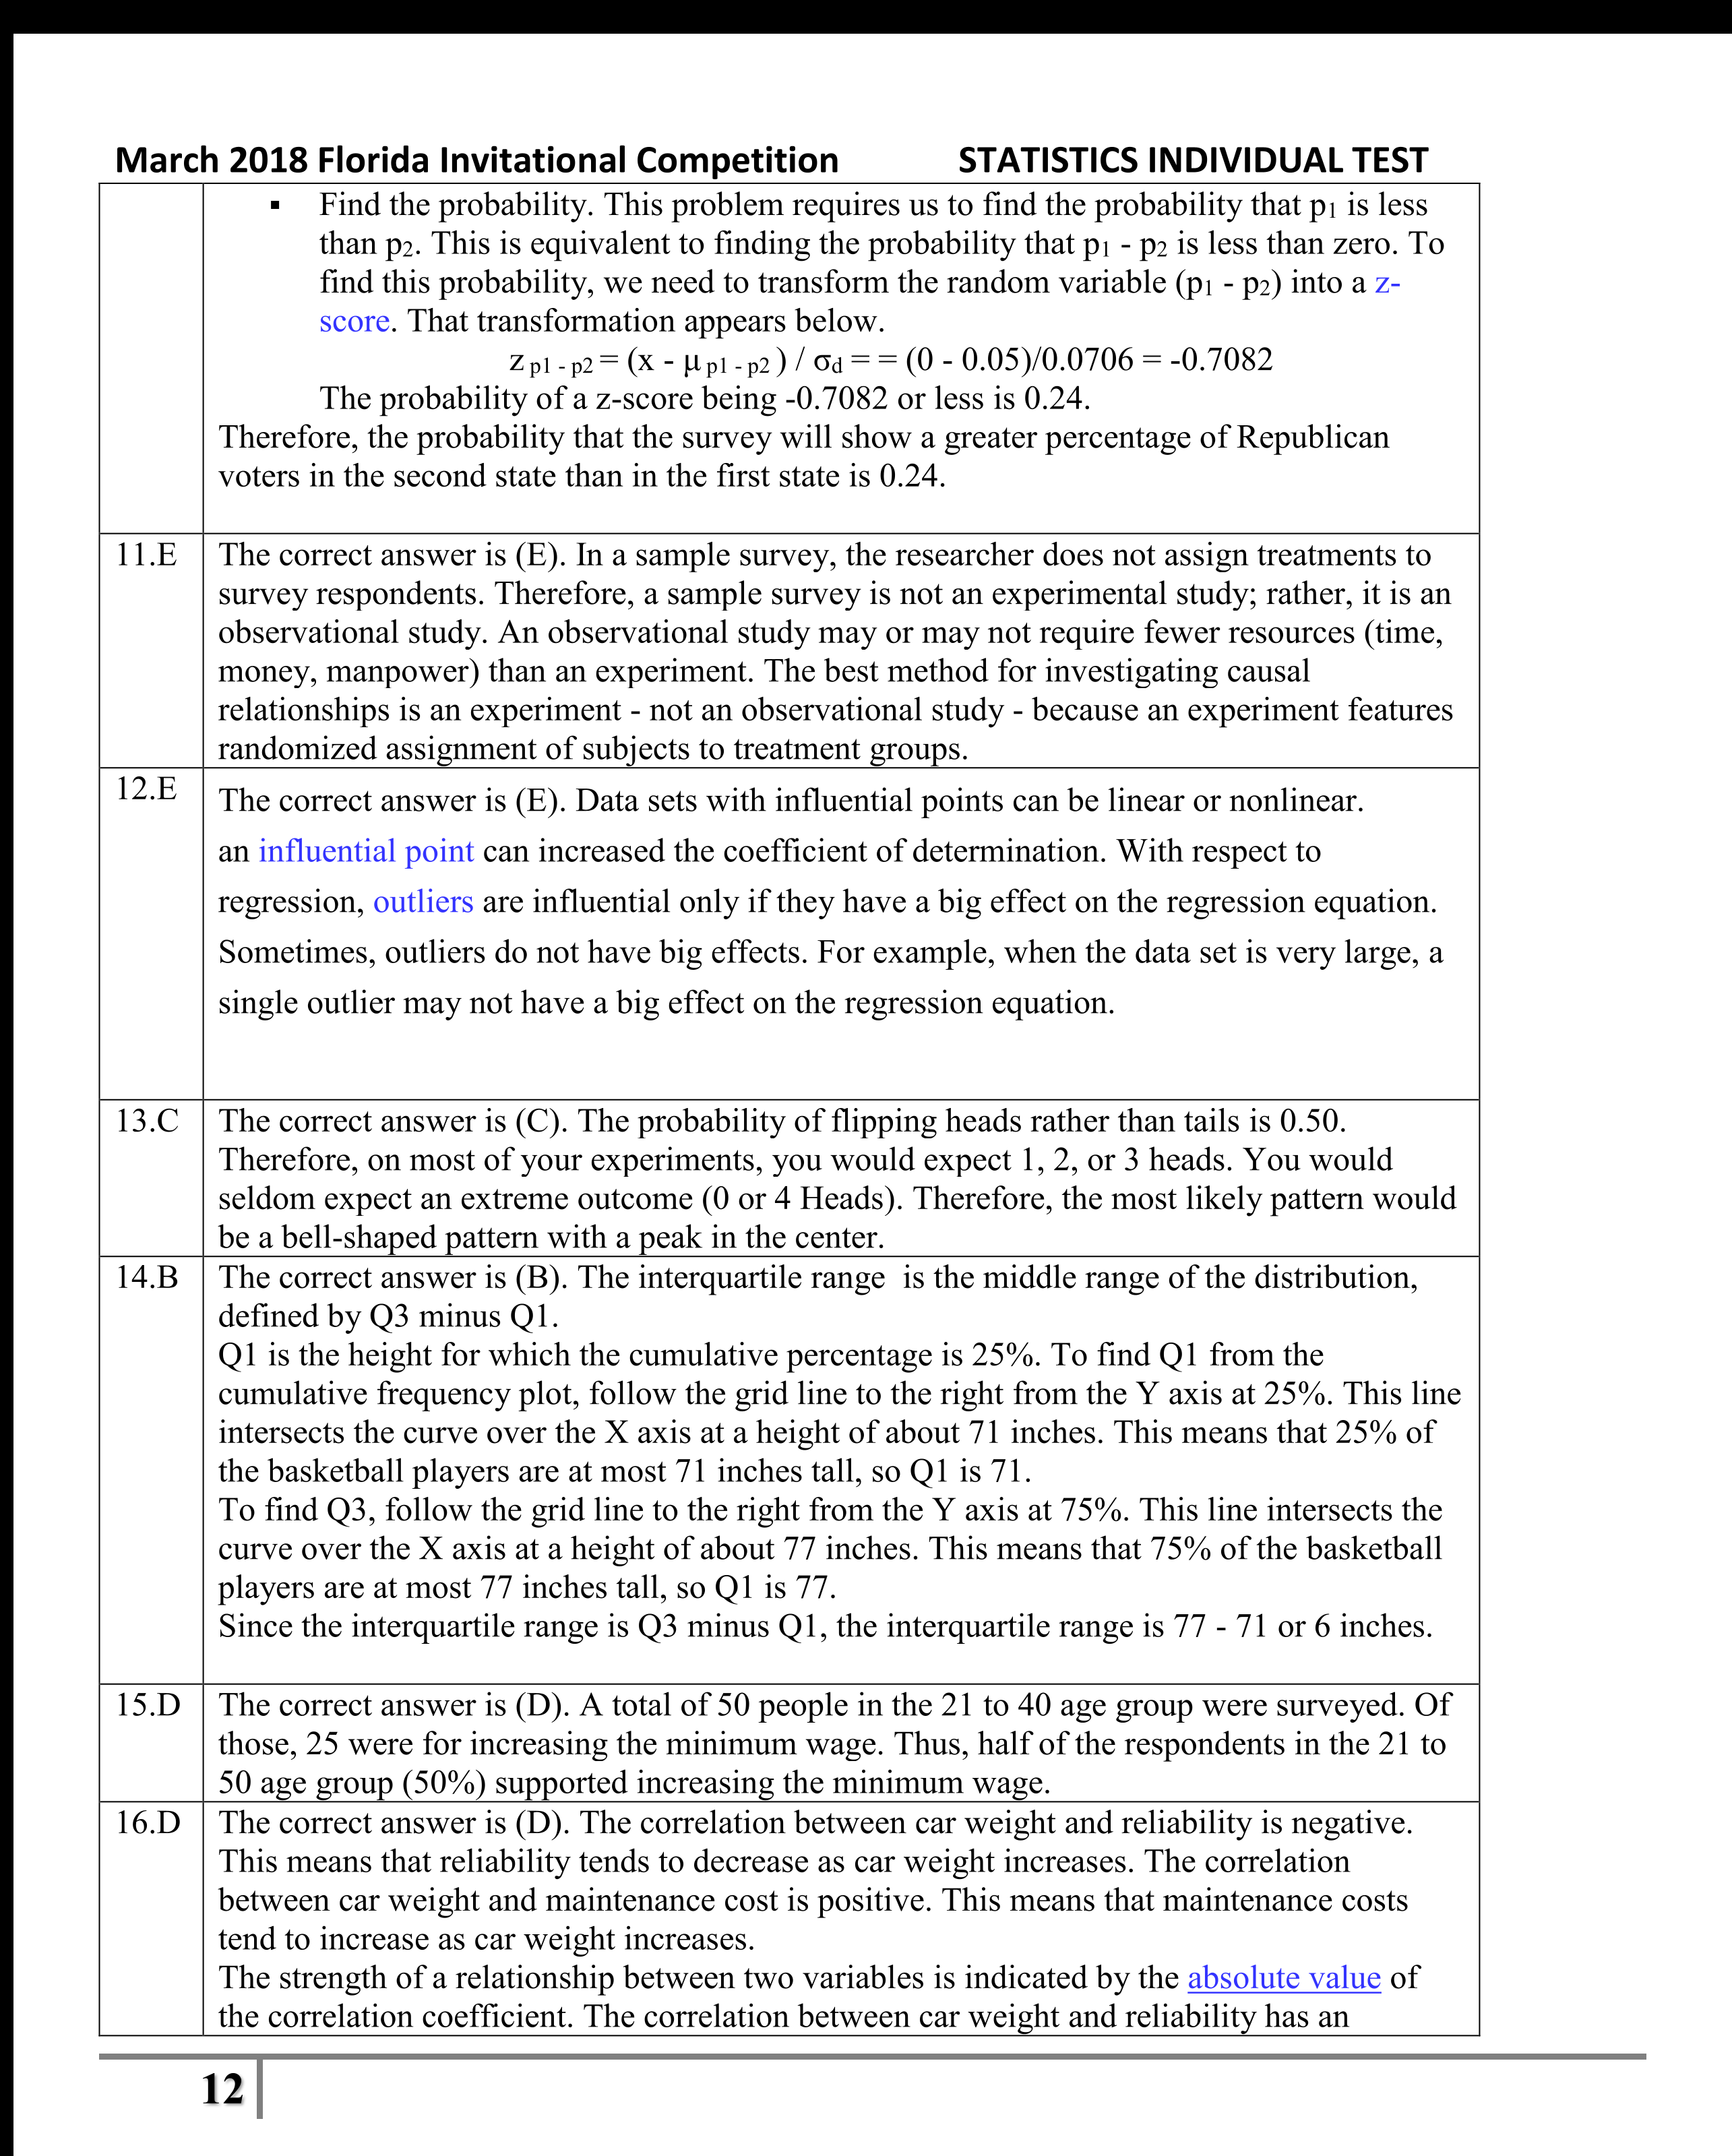 March 2018 Florida Invitational Competition STATISTICS INDIVIDUAL TEST
▪ Find the probability. This problem requires us to find the probability that p1 is less
than p2. This is equivalent to finding the probability that p1 - p2 is less than zero. To
find this probability, we need to transform the random variable (p1 - p2) into a z-
score. That transformation appears below.
z p1 - p2 = (x - μ p1 - p2 ) / σd = = (0 - 0.05)/0.0706 = -0.7082
The probability of a z-score being -0.7082 or less is 0.24.
Therefore, the probability that the survey will show a greater percentage of Republican
voters in the second state than in the first state is 0.24.
11.E The correct answer is (E). In a sample survey, the researcher does not assign treatments to
survey respondents. Therefore, a sample survey is not an experimental study; rather, it is an
observational study. An observational study may or may not require fewer resources (time,
money, manpower) than an experiment. The best method for investigating causal
relationships is an experiment - not an observational study - because an experiment features
randomized assignment of subjects to treatment groups.
12.E The correct answer is (E). Data sets with influential points can be linear or nonlinear.
an influential point can increased the coefficient of determination. With respect to
regression, outliers are influential only if they have a big effect on the regression equation.
Sometimes, outliers do not have big effects. For example, when the data set is very large, a
single outlier may not have a big effect on the regression equation.
13.C The correct answer is (C). The probability of flipping heads rather than tails is 0.50.
Therefore, on most of your experiments, you would expect 1, 2, or 3 heads. You would
seldom expect an extreme outcome (0 or 4 Heads). Therefore, the most likely pattern would
be a bell-shaped pattern with a peak in the center.
14.B The correct answer is (B). The interquartile range is the middle range of the distribution,
defined by Q3 minus Q1.
Q1 is the height for which the cumulative percentage is 25%. To find Q1 from the
cumulative frequency plot, follow the grid line to the right from the Y axis at 25%. This line
intersects the curve over the X axis at a height of about 71 inches. This means that 25% of
the basketball players are at most 71 inches tall, so Q1 is 71.
To find Q3, follow the grid line to the right from the Y axis at 75%. This line intersects the
curve over the X axis at a height of about 77 inches. This means that 75% of the basketball
players are at most 77 inches tall, so Q1 is 77.
Since the interquartile range is Q3 minus Q1, the interquartile range is 77 - 71 or 6 inches.
15.D The correct answer is (D). A total of 50 people in the 21 to 40 age group were surveyed. Of
those, 25 were for increasing the minimum wage. Thus, half of the respondents in the 21 to
50 age group (50%) supported increasing the minimum wage.
16.D The correct answer is (D). The correlation between car weight and reliability is negative.
This means that reliability tends to decrease as car weight increases. The correlation
between car weight and maintenance cost is positive. This means that maintenance costs
tend to increase as car weight increases.
The strength of a relationship between two variables is indicated by the absolute value of
the correlation coefficient. The correlation between car weight and reliability has an
12